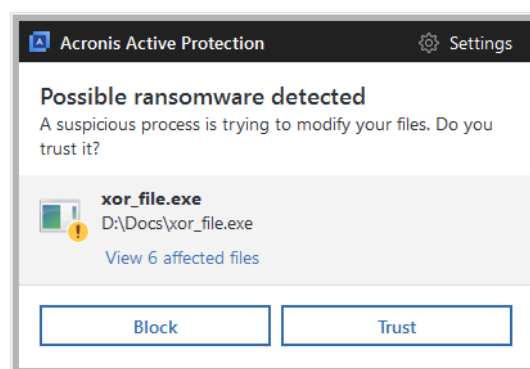 Acronis Active Protection
Settings
Possible ransomware detected
A suspicious process is trying to modify your files. Do you
trust it?
xor_file.exe
D:\Docs\xor_file.exe
View 6 affected files
Block
Trust